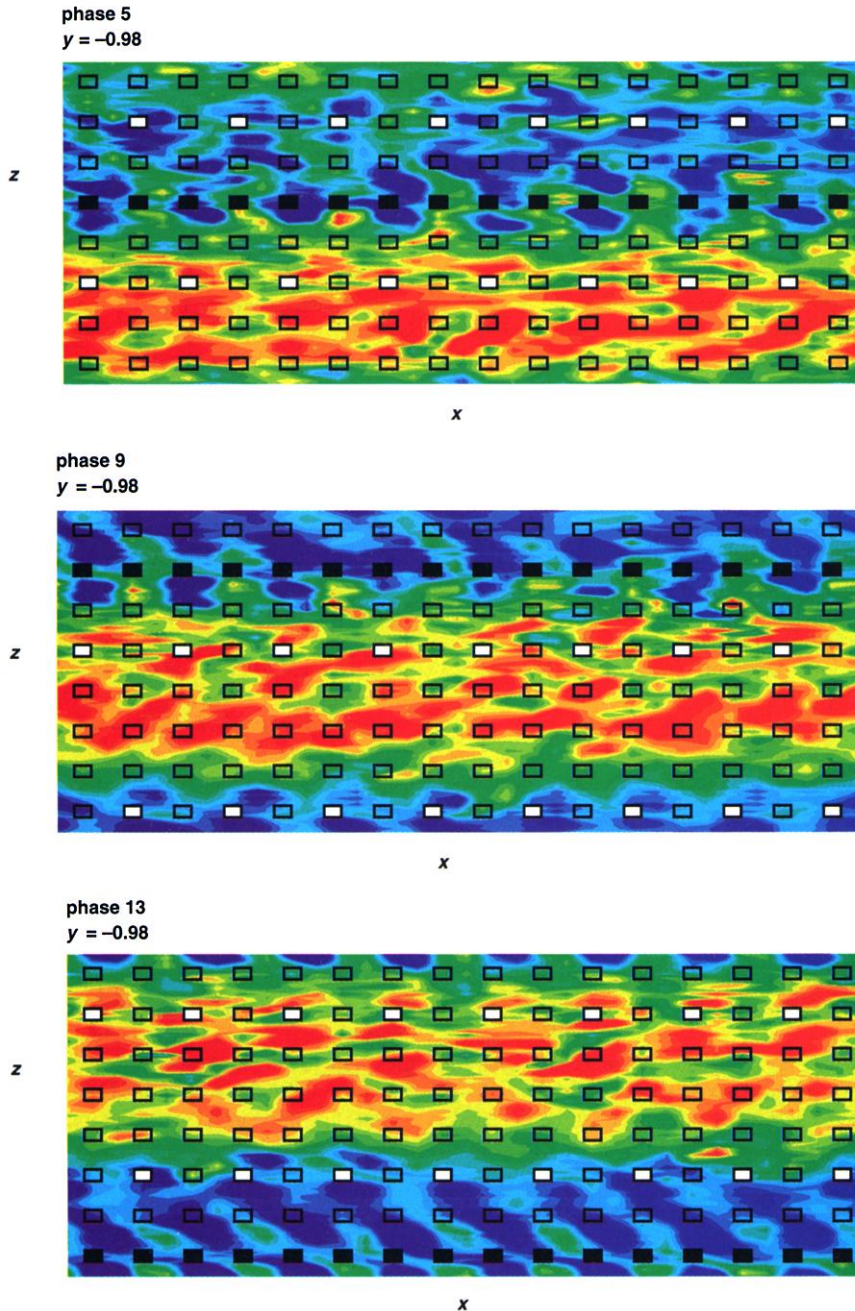 phase 5
y = –0.98
z
x
phase 9
y = –0.98
z
x
phase 13
y = –0.98
z
x